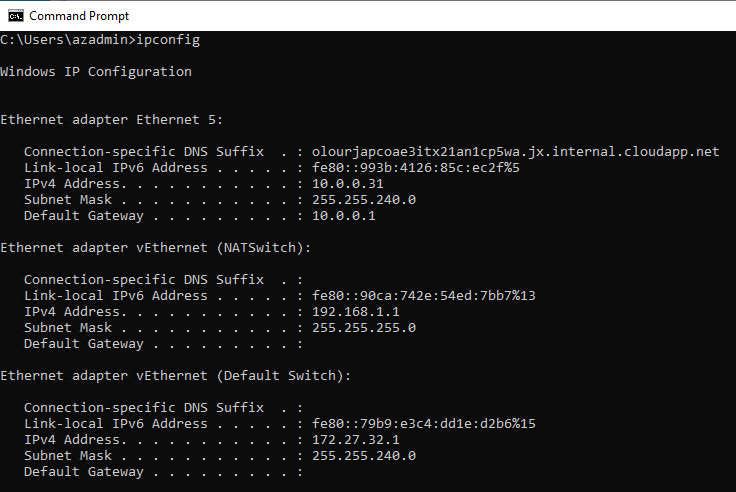 Command Prompt
C:\Users\azadmin>ipconfig
Windows IP Configuration
Ethernet adapter Ethernet 5:
Connection-specific DNS Suffix  . : olourjapcoae3itx21an1cp5wa.jx.internal.cloudapp.net
Link-local IPv6 Address . . . . . : fe80::993b:4126:85c:ec2f%5
IPv4 Address. . . . . . . . . . . : 10.0.0.31
Subnet Mask . . . . . . . . . . . : 255.255.240.0
Default Gateway . . . . . . . . . : 10.0.0.1
Ethernet adapter vEthernet (NATSwitch):
Connection-specific DNS Suffix  . :
Link-local IPv6 Address . . . . . : fe80::90ca:742e:54ed:7bb7%13
IPv4 Address. . . . . . . . . . . : 192.168.1.1
Subnet Mask . . . . . . . . . . . : 255.255.255.0
Default Gateway . . . . . . . . . :
Ethernet adapter vEthernet (Default Switch):
Connection-specific DNS Suffix  . :
Link-local IPv6 Address . . . . . : fe80::79b9:e3c4:dd1e:d2b6%15
IPv4 Address. . . . . . . . . . . : 172.27.32.1
Subnet Mask . . . . . . . . . . . : 255.255.240.0
Default Gateway . . . . . . . . . :